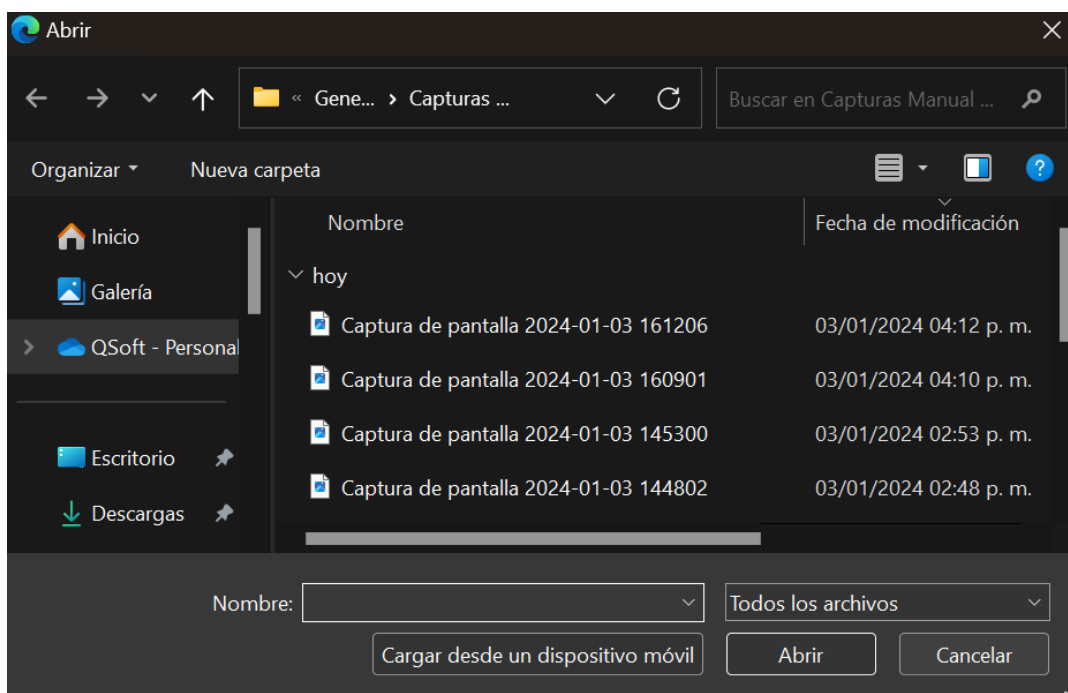 Abrir
« Gene... > Capturas ...
Buscar en Capturas Manual ...
Organizar
Nueva carpeta
?
Inicio
Galería
QSoft - Personal
Escritorio
Descargas
Nombre
Fecha de modificación
hoy
Captura de pantalla 2024-01-03 161206 03/01/2024 04:12 p. m.
Captura de pantalla 2024-01-03 160901 03/01/2024 04:10 p. m.
Captura de pantalla 2024-01-03 145300 03/01/2024 02:53 p. m.
Captura de pantalla 2024-01-03 144802 03/01/2024 02:48 p. m.
Nombre:
Todos los archivos
Cargar desde un dispositivo móvil
Abrir
Cancelar